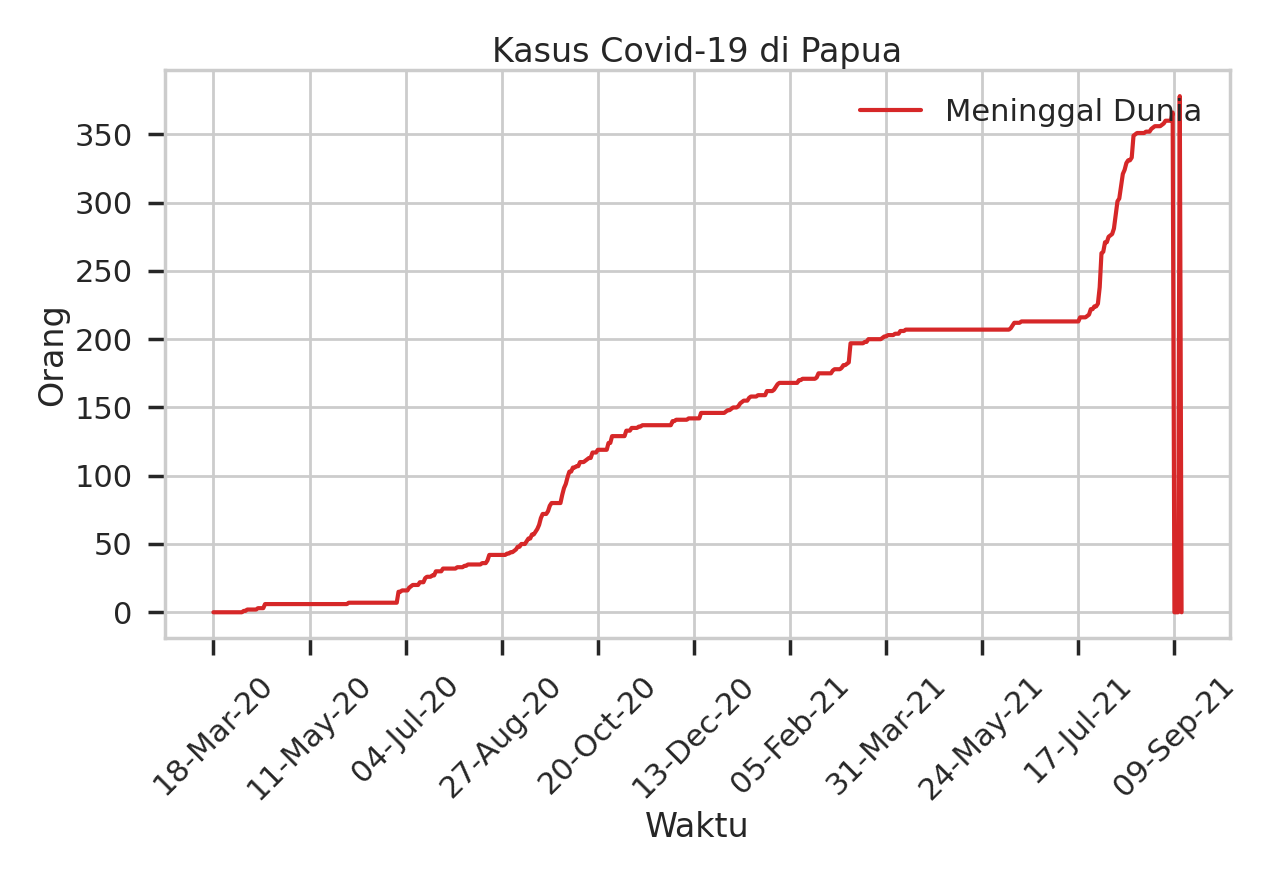 Kasus Covid-19 di Papua
Meninggal Dunia
350
300
250
200
150
100
50
0
Orang
18-Mar-20
11-May-20
04-Jul-20
27-Aug-20
20-Oct-20
13-Dec-20
05-Feb-21
31-Mar-21
24-May-21
17-Jul-21
09-Sep-21
Waktu